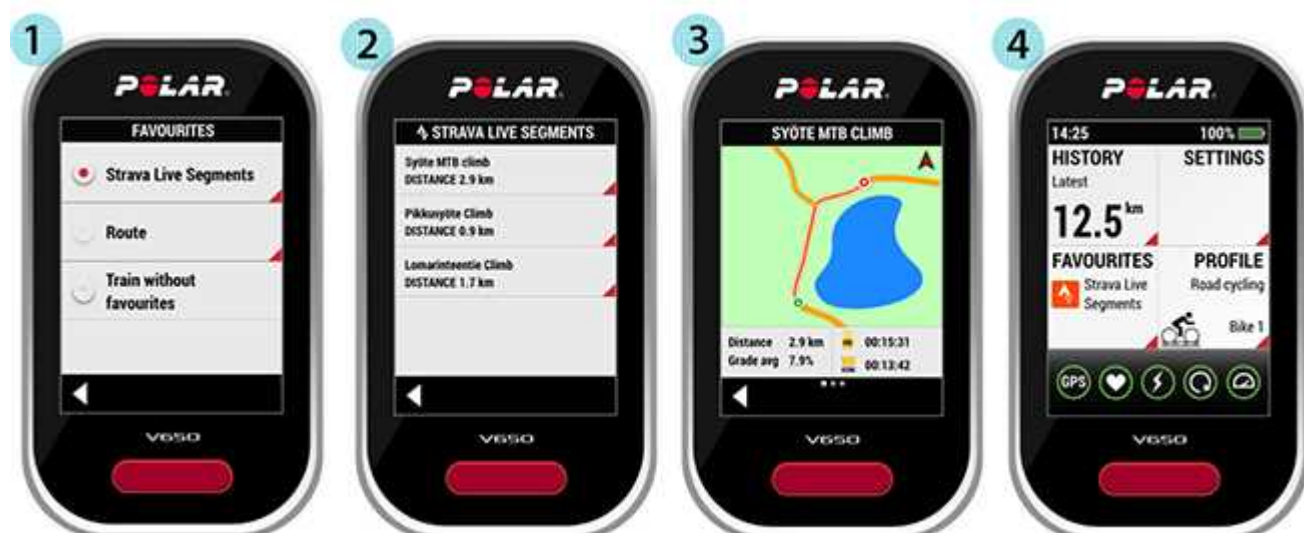 1
POLAR
FAVOURITES
Strava Live Segments
Route
Train without
favourites
V650
2
POLAR
STRAVA LIVE SEGMENTS
Syöte MTB climb
DISTANCE 2.9 km
Pikkusyöte Climb
DISTANCE 0.9 km
Lomarinteentie Climb
DISTANCE 1.7 km
V650
3
POLAR
SYÖTE MTB CLIMB
Distance 2.9 km 00:15:31
Grade avg 7.9% 00:13:42
V650
4
POLAR
14:25 100%
HISTORY SETTINGS
Latest
12.5 km
FAVOURITES PROFILE
Strava Live Road cycling
Segments
Bike 1
GPS
V650